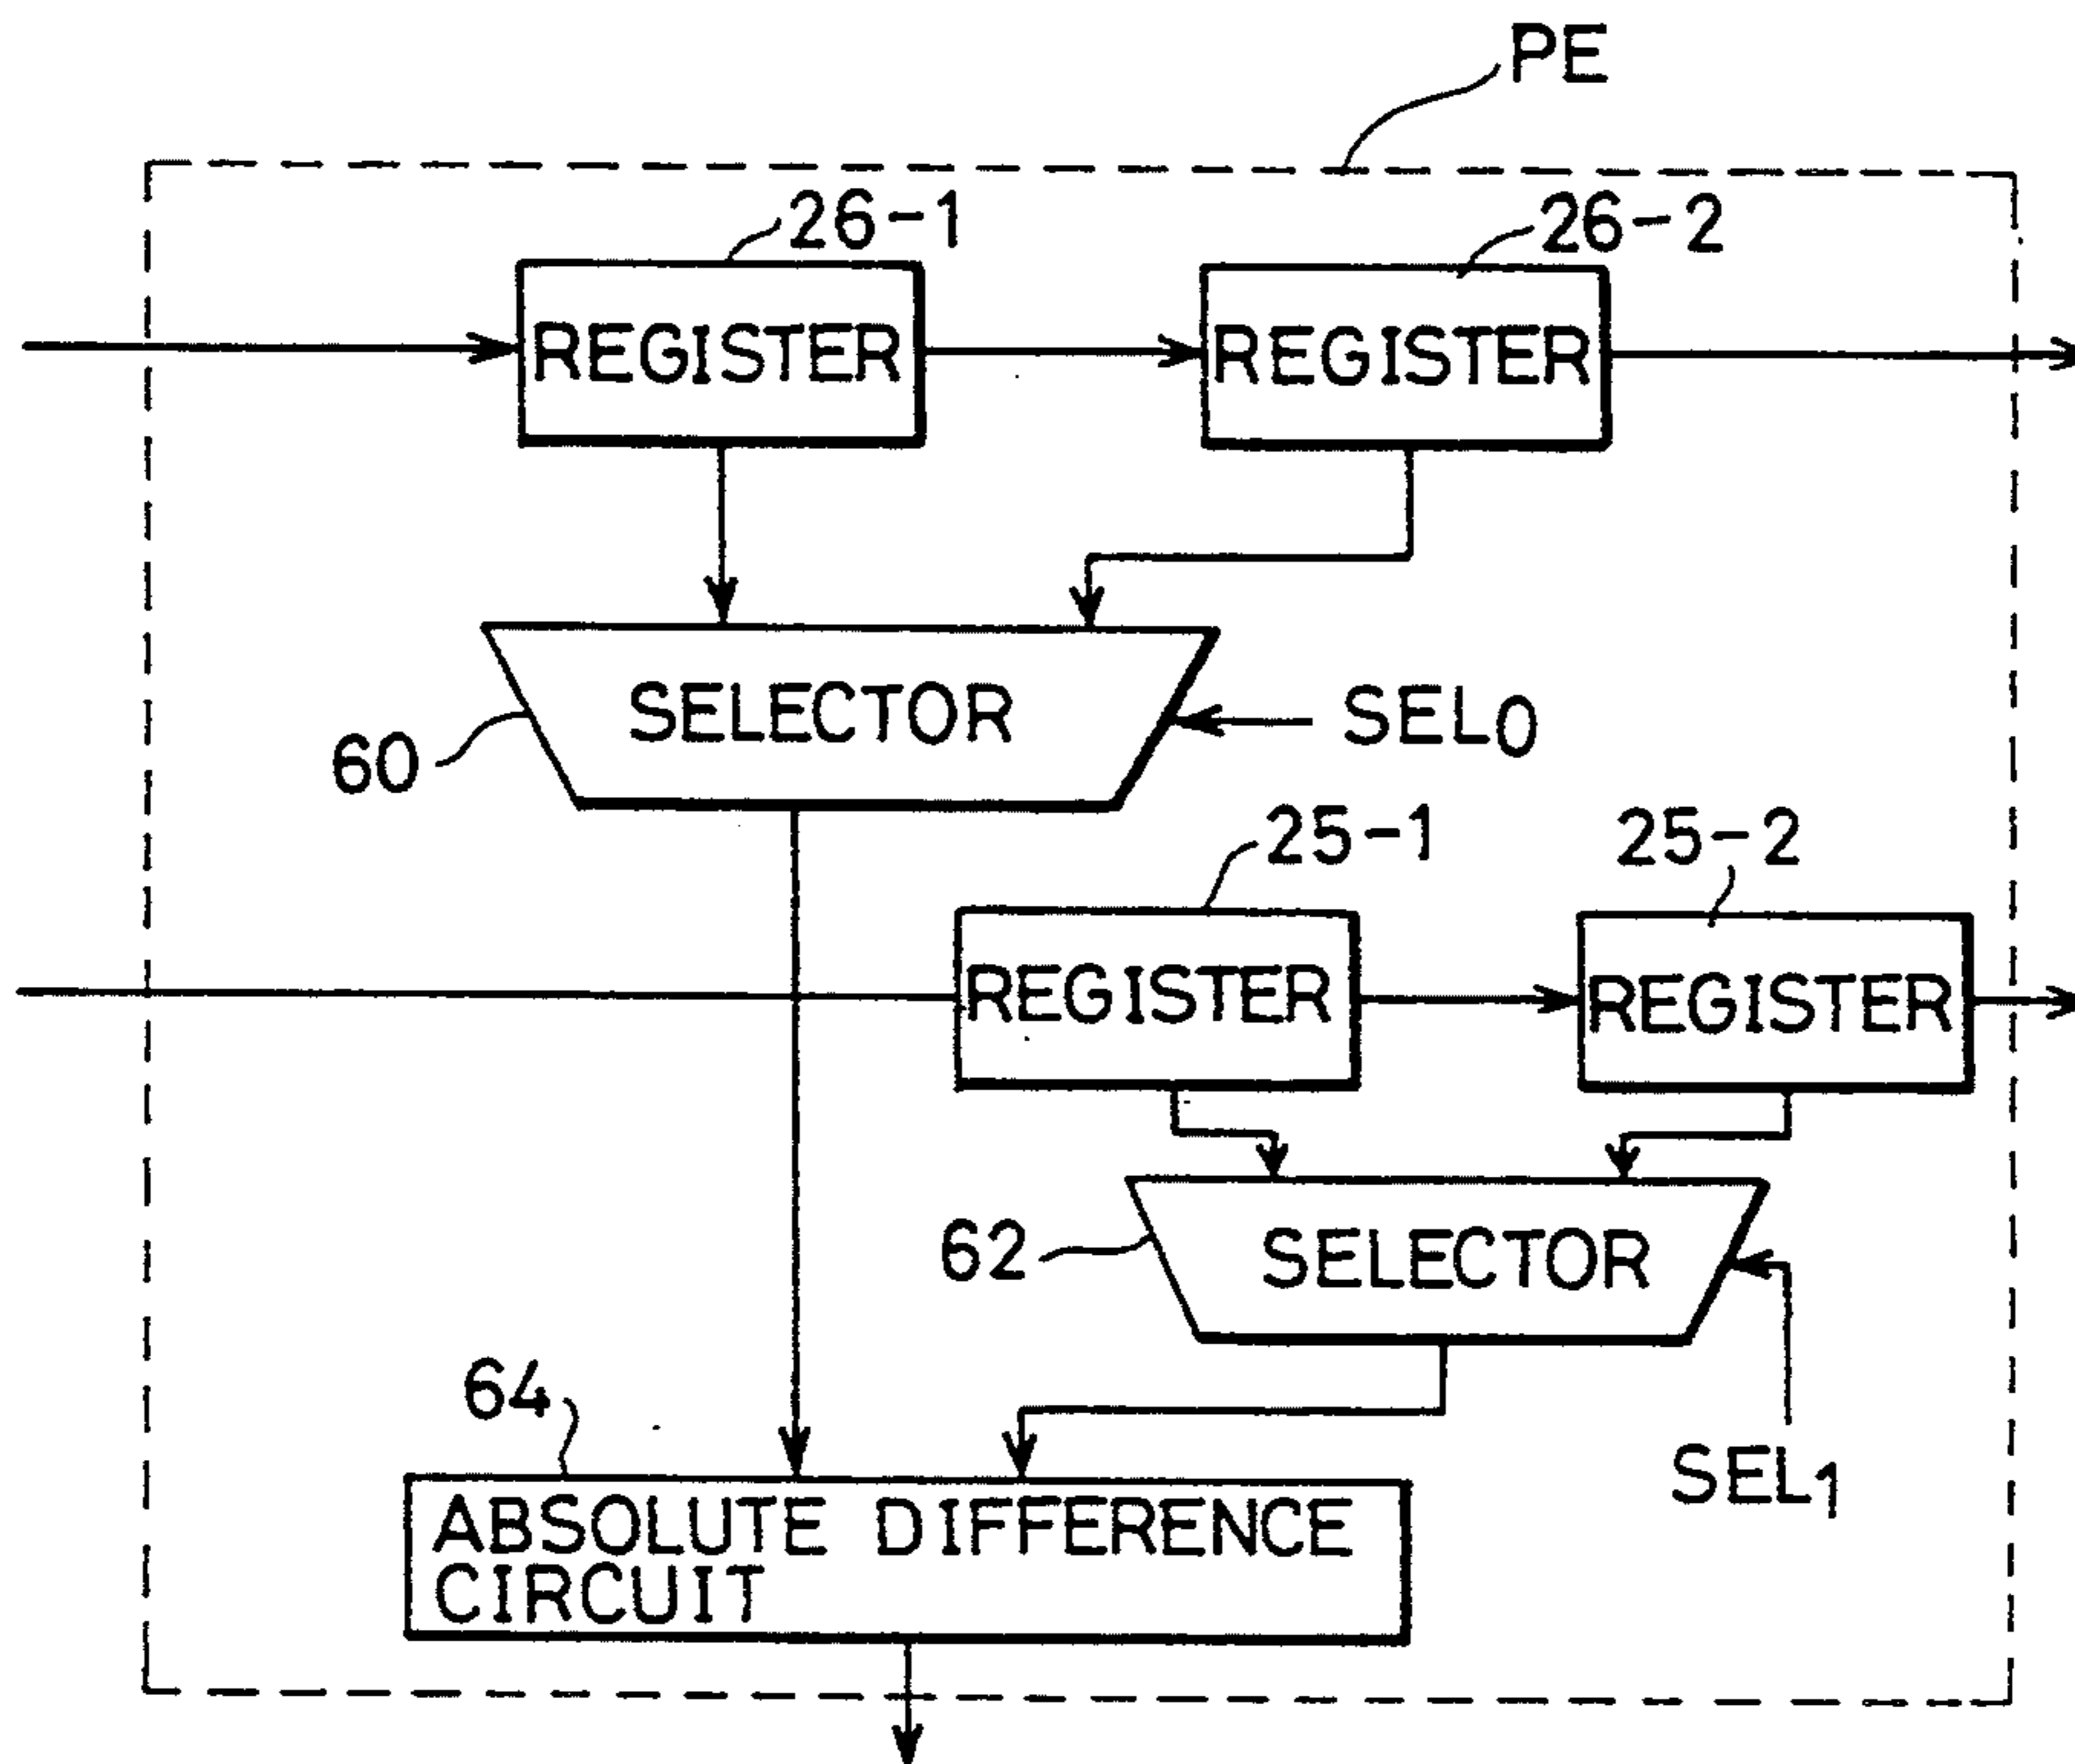 PE
26-1
26-2
REGISTER
REGISTER
SELECTOR
SEL0
60
25-1
25-2
REGISTER
REGISTER
62
SELECTOR
64
SEL1
ABSOLUTE DIFFERENCE
CIRCUIT